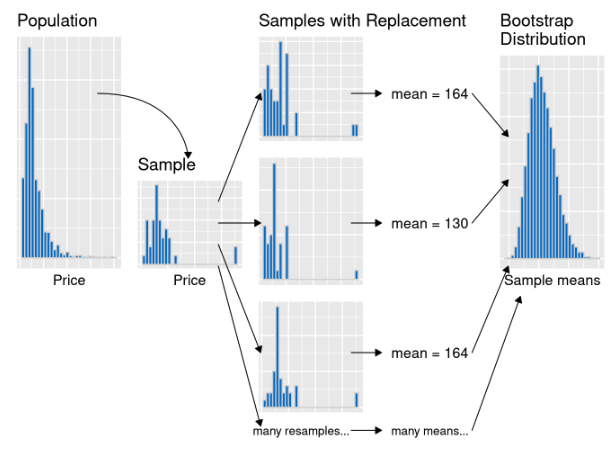 Population
Price
Sample
Price
Samples with Replacement
mean = 164
mean = 130
mean = 164
many resamples...
many means...
Bootstrap
Distribution
Sample means